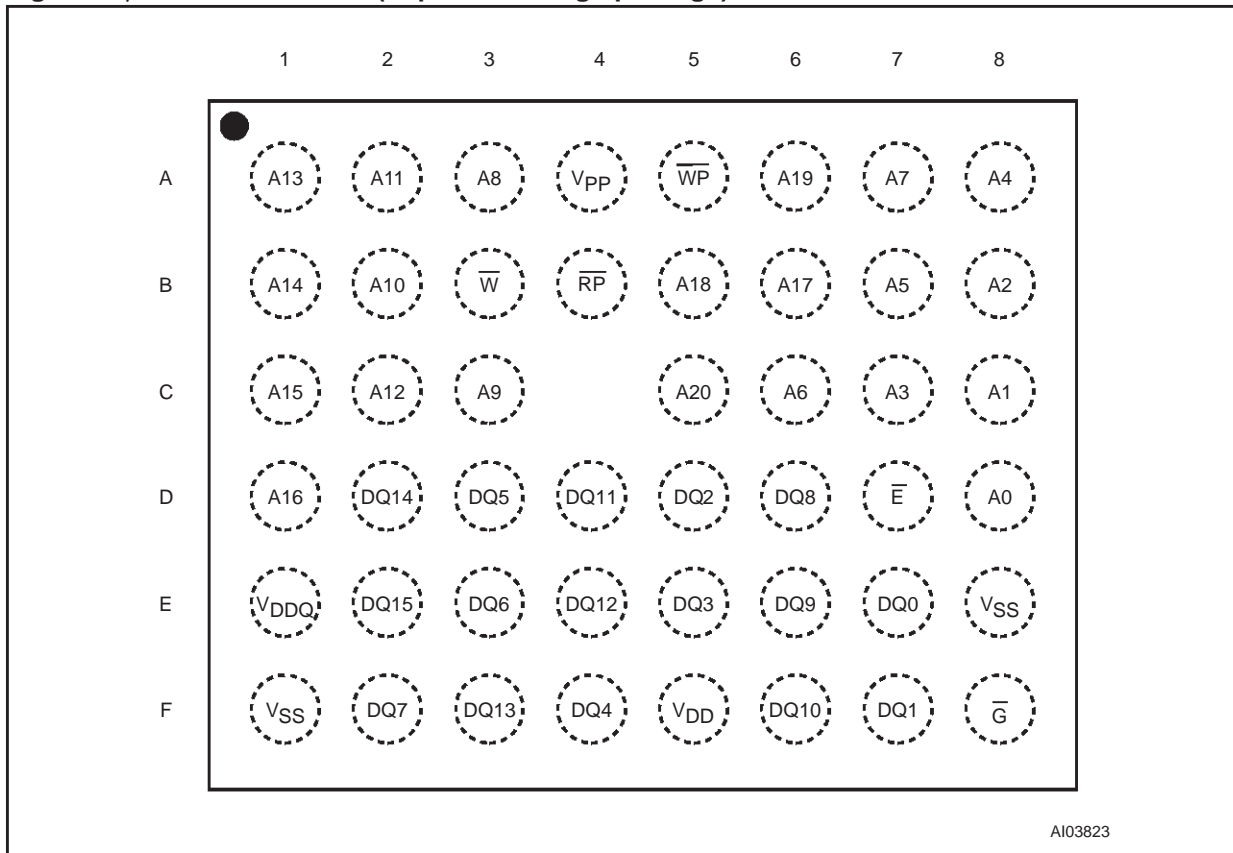 1 2 3 4 5 6 7 8
A A13 A11 A8 VPP W̅P̅ A19 A7 A4
B A14 A10 W̅ R̅P̅ A18 A17 A5 A2
C A15 A12 A9 A20 A6 A3 A1
D A16 DQ14 DQ5 DQ11 DQ2 DQ8 E̅ A0
E VDDQ DQ15 DQ6 DQ12 DQ3 DQ9 DQ0 VSS
F VSS DQ7 DQ13 DQ4 VDD DQ10 DQ1 G̅
AI03823